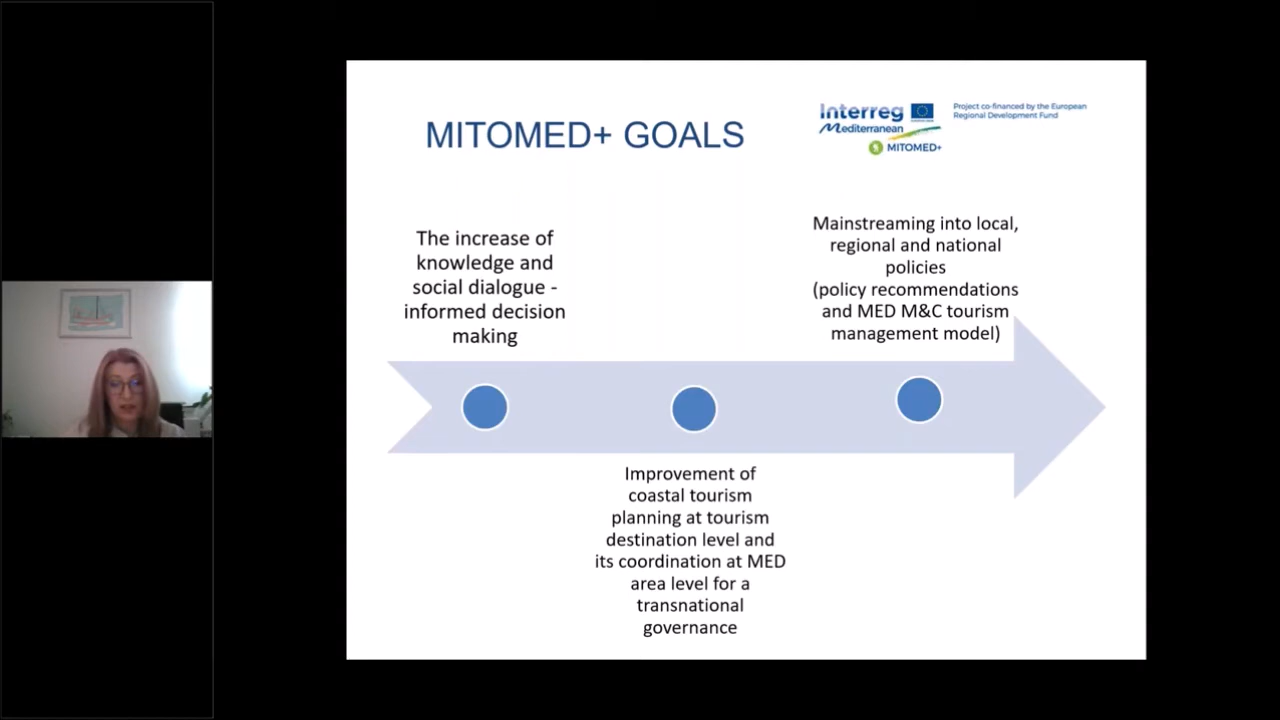 MITOMED+ GOALS
Interreg
Mediterranean
MITOMED+
Project co-financed by the European
Regional Development Fund
The increase of
knowledge and
social dialogue -
informed decision
making
Improvement of
coastal tourism
planning at tourism
destination level and
its coordination at MED
area level for a
transnational
governance
Mainstreaming into local,
regional and national
policies
(policy recommendations
and MED M&C tourism
management model)